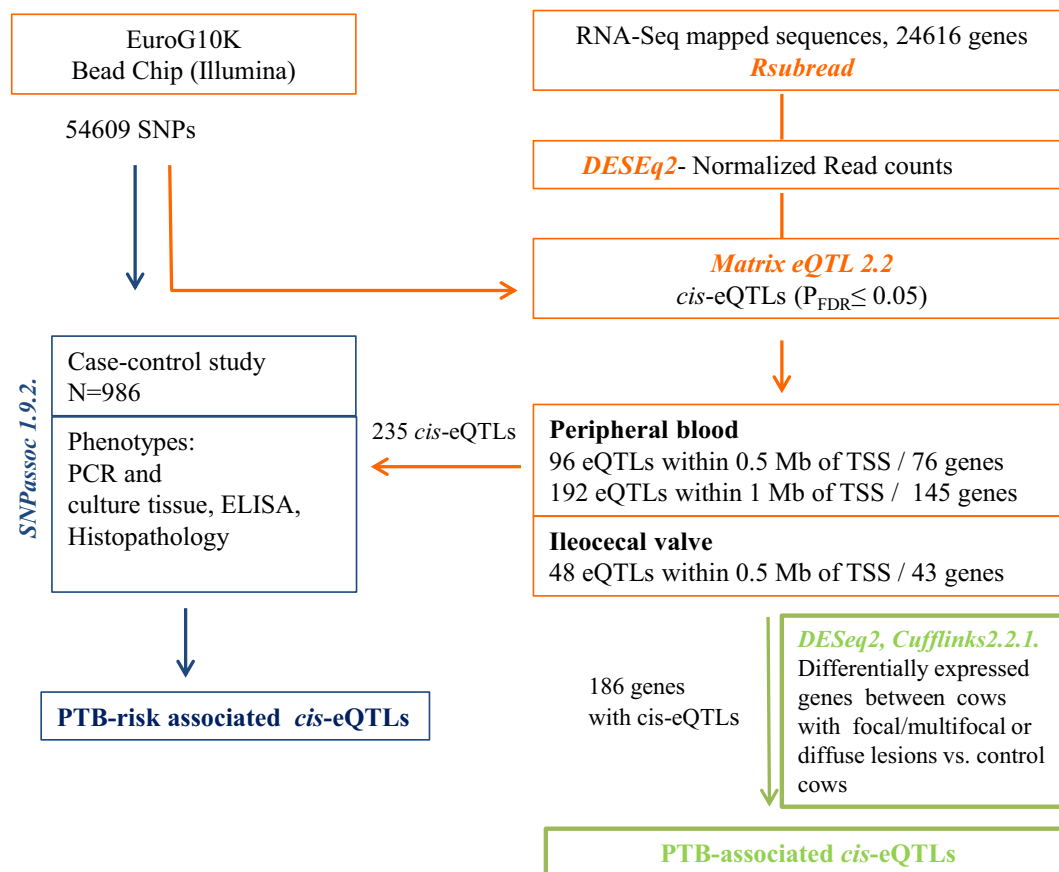 EuroG10K
Bead Chip (Illumina)
54609 SNPs
RNA-Seq mapped sequences, 24616 genes
Rsubread
DESEq2- Normalized Read counts
Matrix eQTL 2.2
cis-eQTLs (PFDR≤ 0.05)
SNPassoc 1.9.2.
Case-control study
N=986
Phenotypes:
PCR and
culture tissue, ELISA,
Histopathology
235 cis-eQTLs
Peripheral blood
96 eQTLs within 0.5 Mb of TSS / 76 genes
192 eQTLs within 1 Mb of TSS / 145 genes
Ileocecal valve
48 eQTLs within 0.5 Mb of TSS / 43 genes
PTB-risk associated cis-eQTLs
186 genes
with cis-eQTLs
DESeq2, Cufflinks2.2.1.
Differentially expressed
genes between cows
with focal/multifocal or
diffuse lesions vs. control
cows
PTB-associated cis-eQTLs